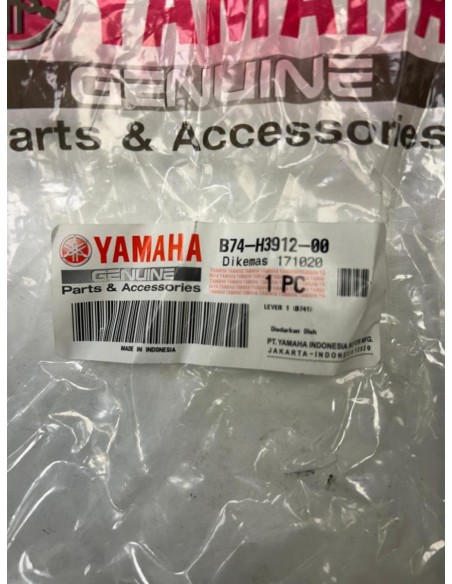 YAMAHA
GENUINE
Parts & Accessories
YAMAHA
GENUINE
Parts & Accessories
MADE IN INDONESIA
B74-H3912-00
Dikemas 171020
1 PC
LEVER 1 (B741)
Diedarkan Oleh
PT. YAMAHA INDONESIA MOTOR MFG.
JAKARTA-INDONESIA